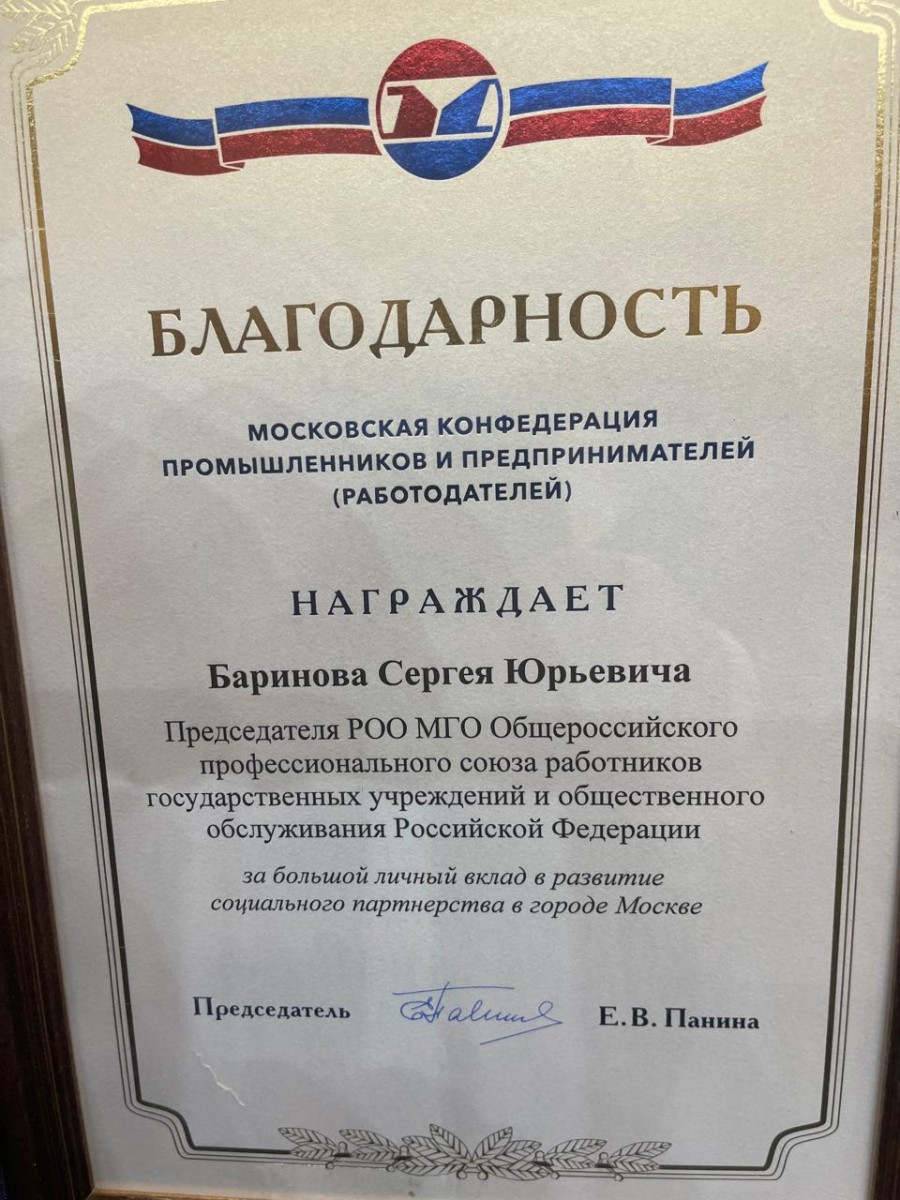 БЛАГОДАРНОСТЬ
МОСКОВСКАЯ КОНФЕДЕРАЦИЯ
ПРОМЫШЛЕННИКОВ И ПРЕДПРИНИМАТЕЛЕЙ
(РАБОТОДАТЕЛЕЙ)
НАГРАЖДАЕТ
Баринова Сергея Юрьевича
Председателя РОО МГО Общероссийского
профессионального союза работников
государственных учреждений и общественного
обслуживания Российской Федерации
за большой личный вклад в развитие
социального партнерства в городе Москве
Председатель Е.В. Панина